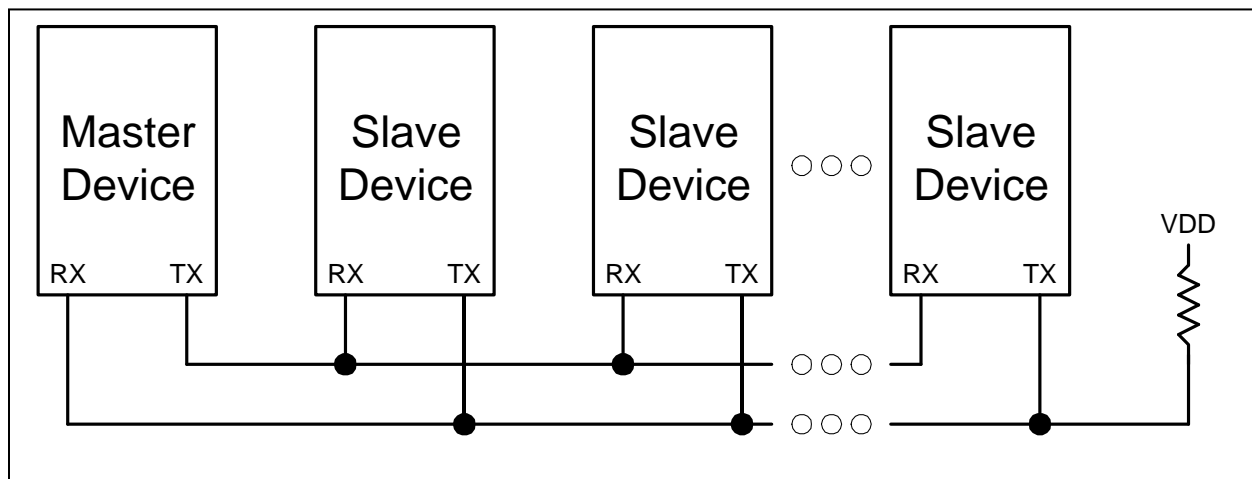 Master
Device
Slave
Device
Slave
Device
Slave
Device
VDD
RX TX
RX TX
RX TX
RX TX